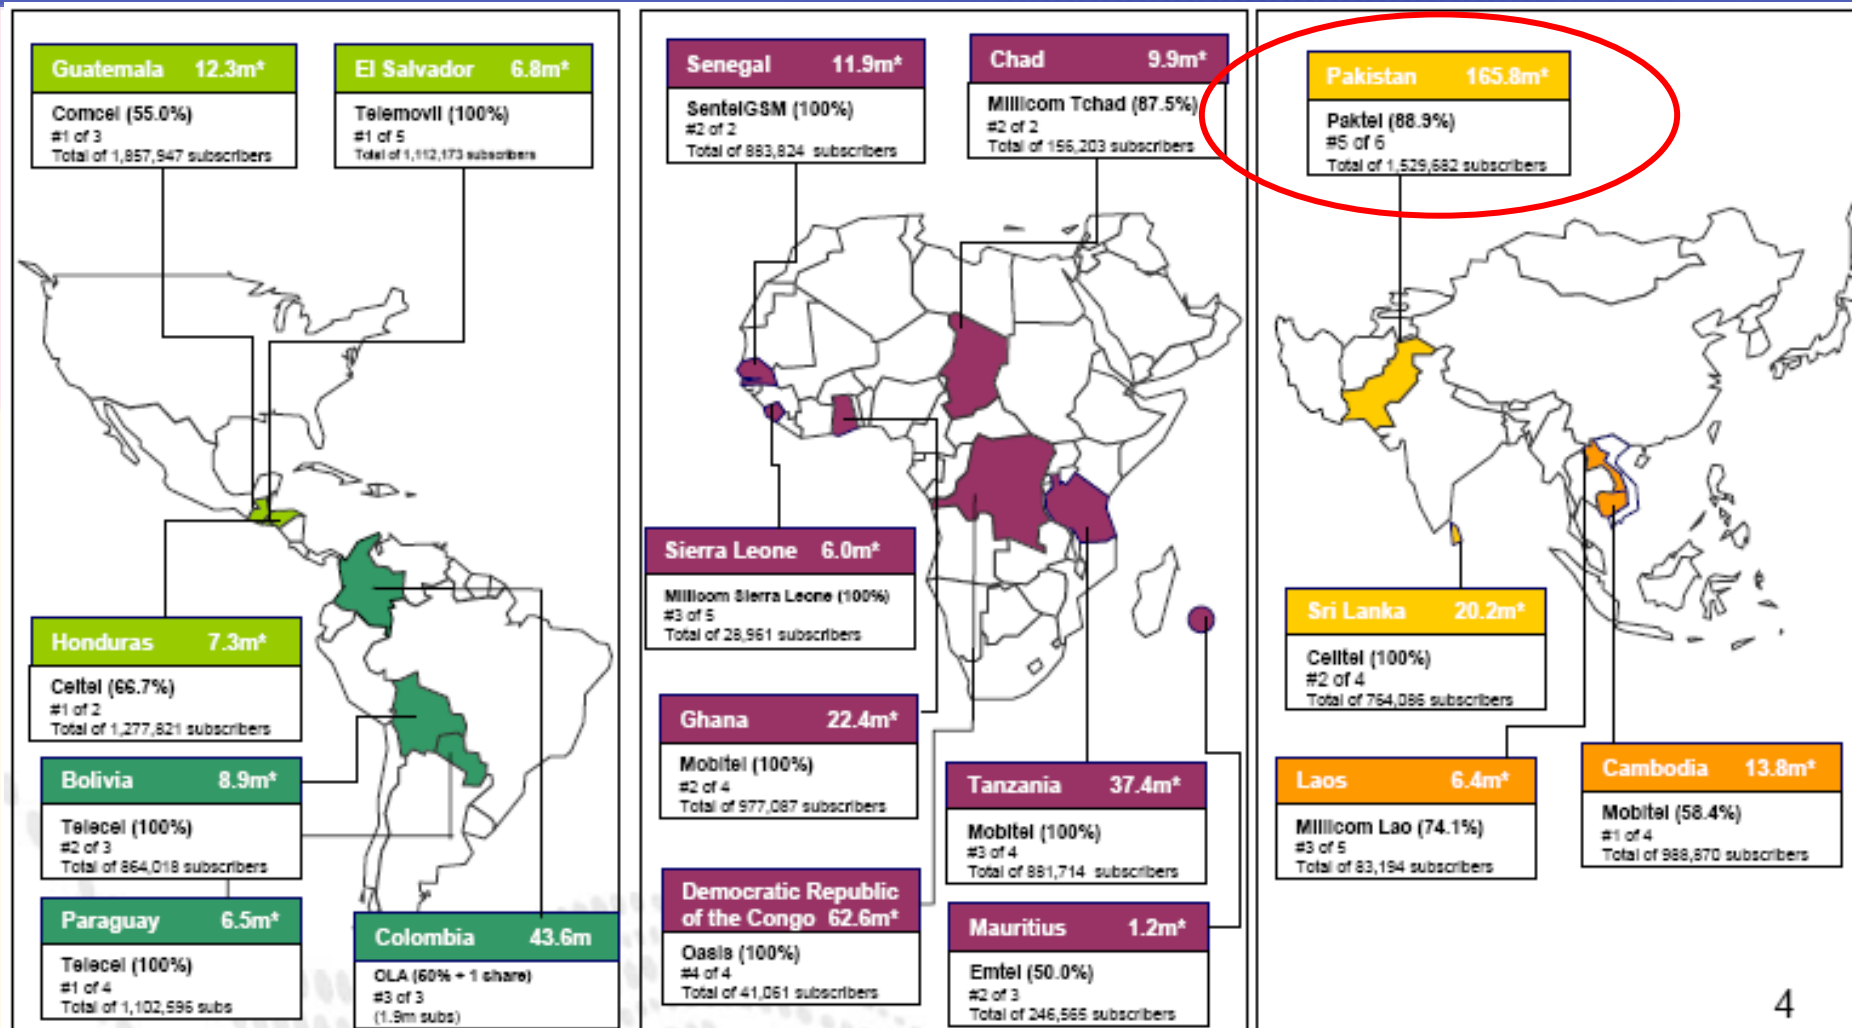 Guatemala 12.3m*
Comcel (55.0%)
#1 of 3
Total of 1,857,947 subscribers
El Salvador 6.8m*
Telemovil (100%)
#1 of 5
Total of 1,112,173 subscribers
Honduras 7.3m*
Celtel (66.7%)
#1 of 2
Total of 1,277,821 subscribers
Bolivia 8.9m*
Telecel (100%)
#2 of 3
Total of 864,018 subscribers
Paraguay 6.5m*
Telecel (100%)
#1 of 4
Total of 1,102,596 subs
Colombia 43.6m
OLA (60% + 1 share)
#3 of 3
(1.9m subs)
Senegal 11.9m*
SentelGSM (100%)
#2 of 2
Total of 883,824 subscribers
Chad 9.9m*
Millicom Tchad (87.5%)
#2 of 2
Total of 156,203 subscribers
Sierra Leone 6.0m*
Millicom Sierra Leone (100%)
#3 of 5
Total of 28,961 subscribers
Ghana 22.4m*
Mobitel (100%)
#2 of 4
Total of 977,087 subscribers
Democratic Republic
of the Congo 62.6m*
Oasis (100%)
#4 of 4
Total of 41,061 subscribers
Tanzania 37.4m*
Mobitel (100%)
#3 of 4
Total of 881,714 subscribers
Mauritius 1.2m*
Emtel (50.0%)
#2 of 3
Total of 246,565 subscribers
Pakistan 165.8m*
Paktel (88.9%)
#5 of 6
Total of 1,529,682 subscribers
Sri Lanka 20.2m*
Celltel (100%)
#2 of 4
Total of 764,086 subscribers
Laos 6.4m*
Millicom Lao (74.1%)
#3 of 5
Total of 83,194 subscribers
Cambodia 13.8m*
Mobitel (58.4%)
#1 of 4
Total of 988,870 subscribers
4